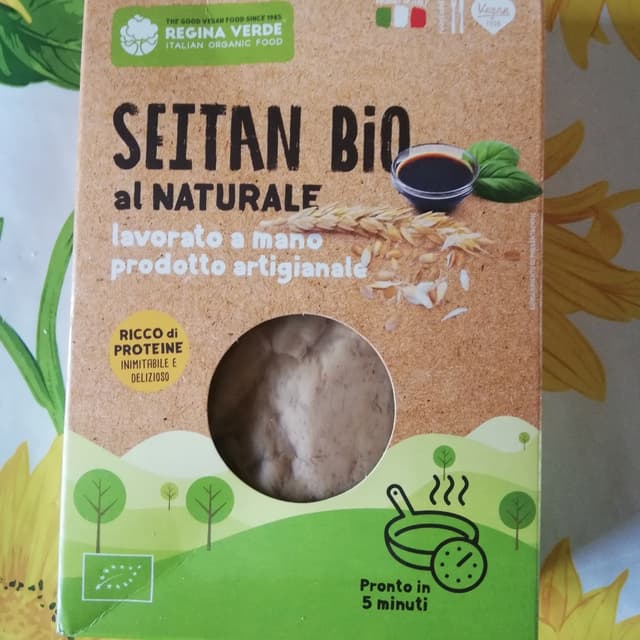 THE GOOD VEGAN FOOD SINCE 1985
REGINA VERDE
ITALIAN ORGANIC FOOD
Vegan
SEITAN BiO
al NATURALE
lavorato a mano
prodotto artigianale
RICCO di
PROTEINE
INIMITABILE E
DELIZIOSO
Pronto in
5 minuti